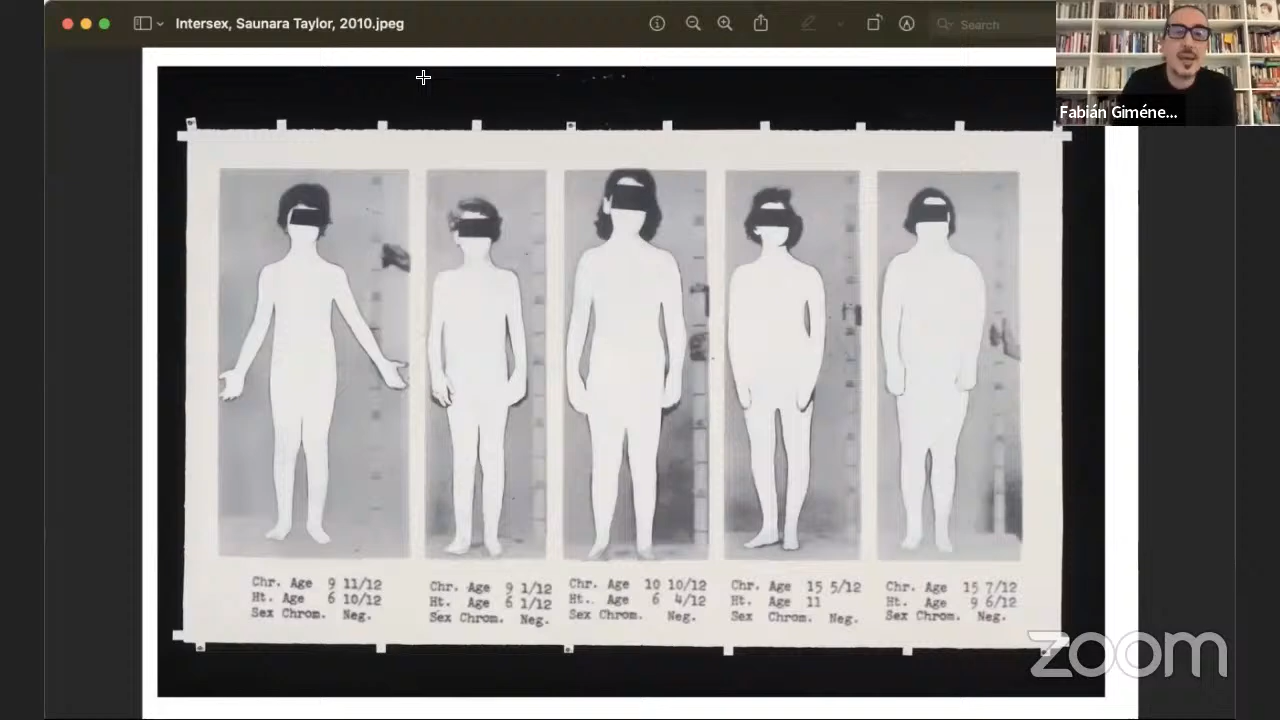 Intersex, Saunara Taylor, 2010.jpeg
Search
Fabián Giméne...
Chr. Age 9 11/12
Ht. Age 6 10/12
Sex Chrom. Neg.
Chr. Age 9 1/12
Ht. Age 6 1/12
Sex Chrom. Neg.
Chr. Age 10 10/12
Ht. Age 6 4/12
Sex Chrom. Neg.
Chr. Age 15 5/12
Ht. Age 11
Sex Chrom. Neg.
Chr. Age 15 7/12
Ht. Age 9 6/12
Sex Chrom. Neg.
zoom